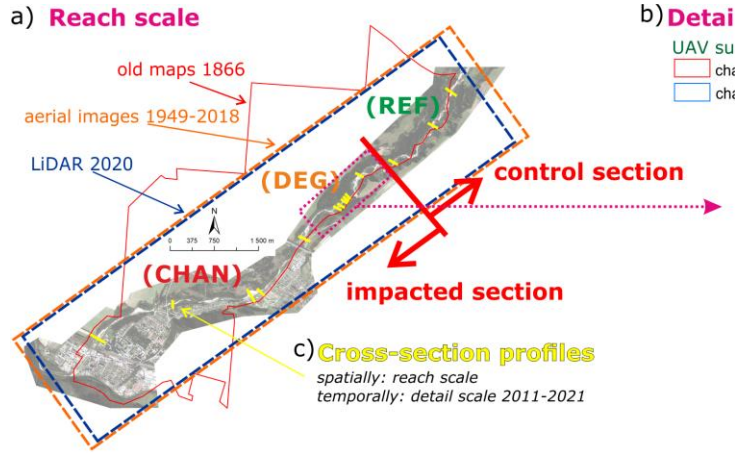 a) Reach scale
b) Detai
UAV su
cha
cha
old maps 1866
aerial images 1949-2018
LiDAR 2020
(REF)
(DEG)
(CHAN)
control section
impacted section
N
0 375 750 1 500 m
c) Cross-section profiles
spatially: reach scale
temporally: detail scale 2011-2021